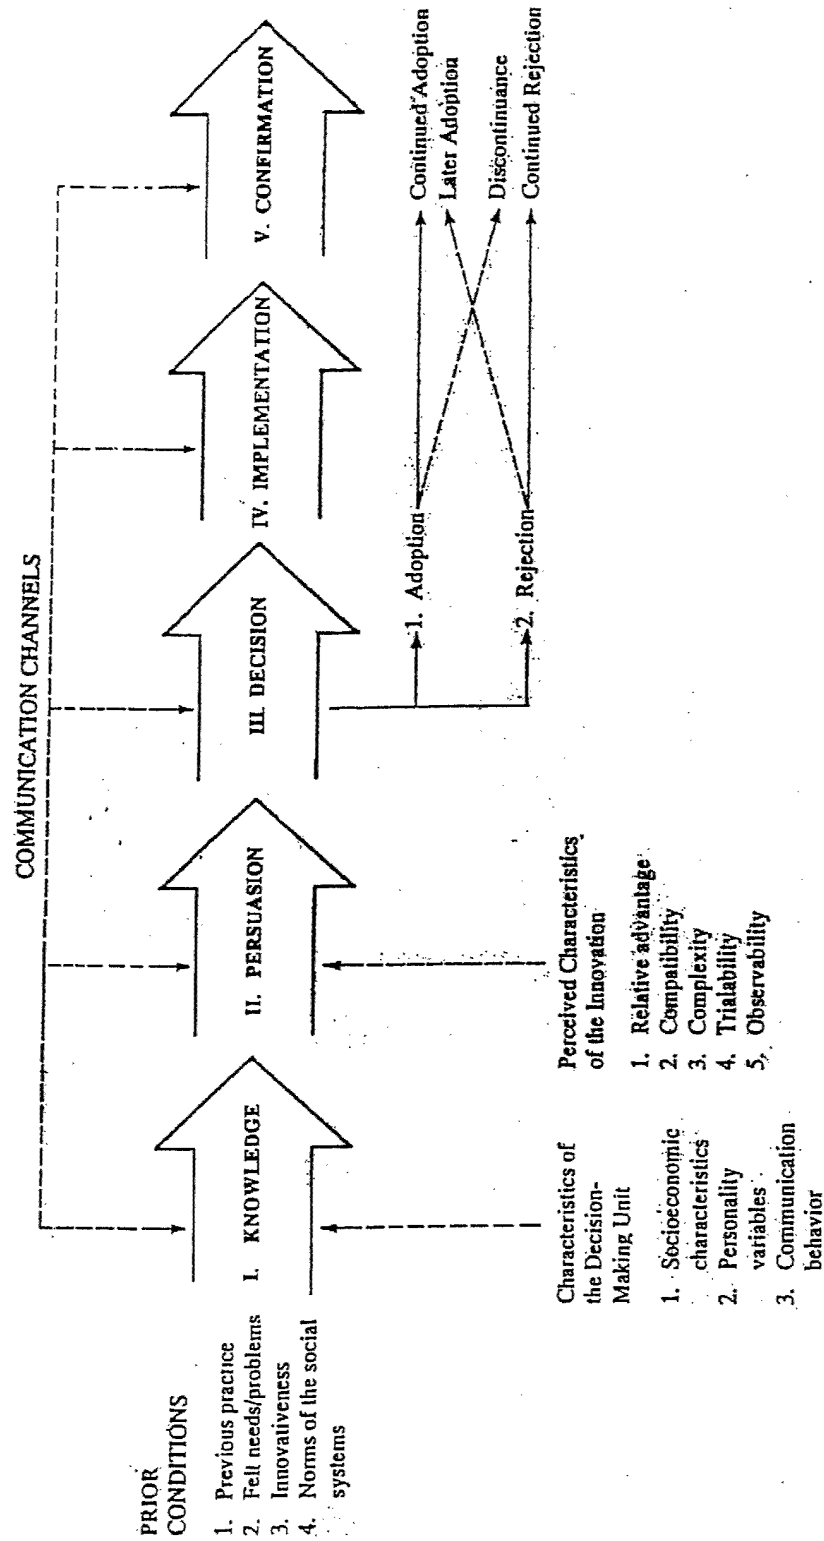 COMMUNICATION CHANNELS
PRIOR
CONDITIONS
1. Previous practice
2. Felt needs/problems
3. Innovativeness
4. Norms of the social
systems
I. KNOWLEDGE
II. PERSUASION
III. DECISION
IV. IMPLEMENTATION
V. CONFIRMATION
Characteristics of
the Decision-
Making Unit
1. Socioeconomic
characteristics
2. Personality
variables
3. Communication
behavior
Perceived Characteristics
of the Innovation
1. Relative advantage
2. Compatibility
3. Complexity
4. Trialability
5. Observability
1. Adoption
2. Rejection
Continued Adoption
Later Adoption
Discontinuance
Continued Rejection